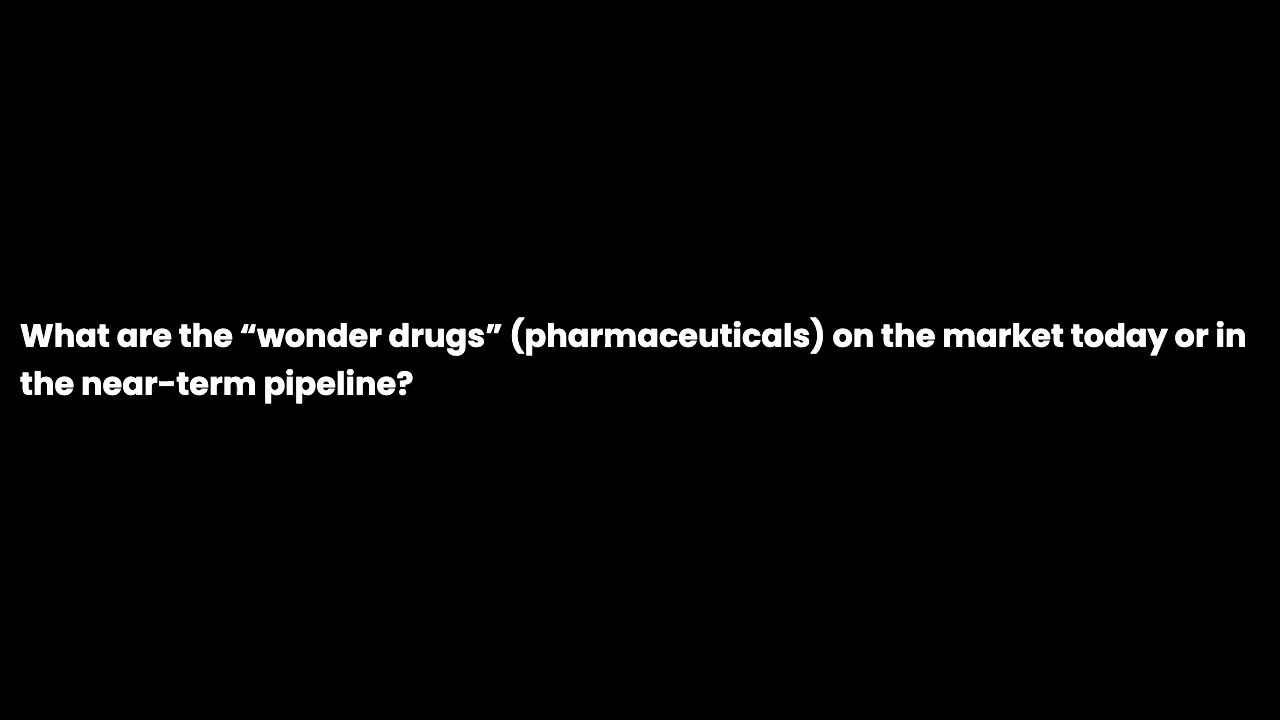 What are the “wonder drugs” (pharmaceuticals) on the market today or in
the near-term pipeline?